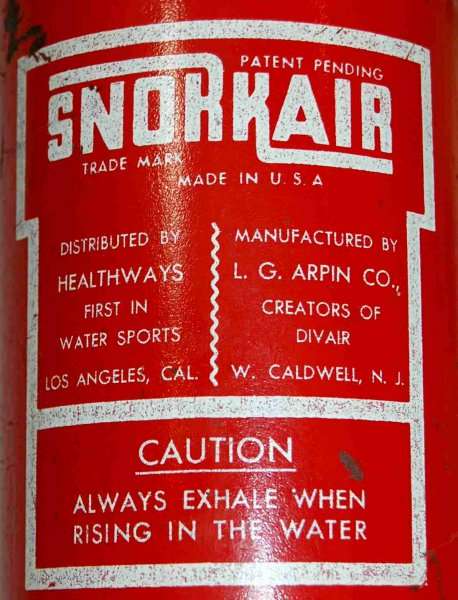 PATENT PENDING
SNORKAIR
TRADE MARK
MADE IN U.S.A
DISTRIBUTED BY
HEALTHWAYS
FIRST IN
WATER SPORTS
LOS ANGELES, CAL.
MANUFACTURED BY
L. G. ARPIN CO.,
CREATORS OF
DIVAIR
W. CALDWELL, N. J.
CAUTION
ALWAYS EXHALE WHEN
RISING IN THE WATER